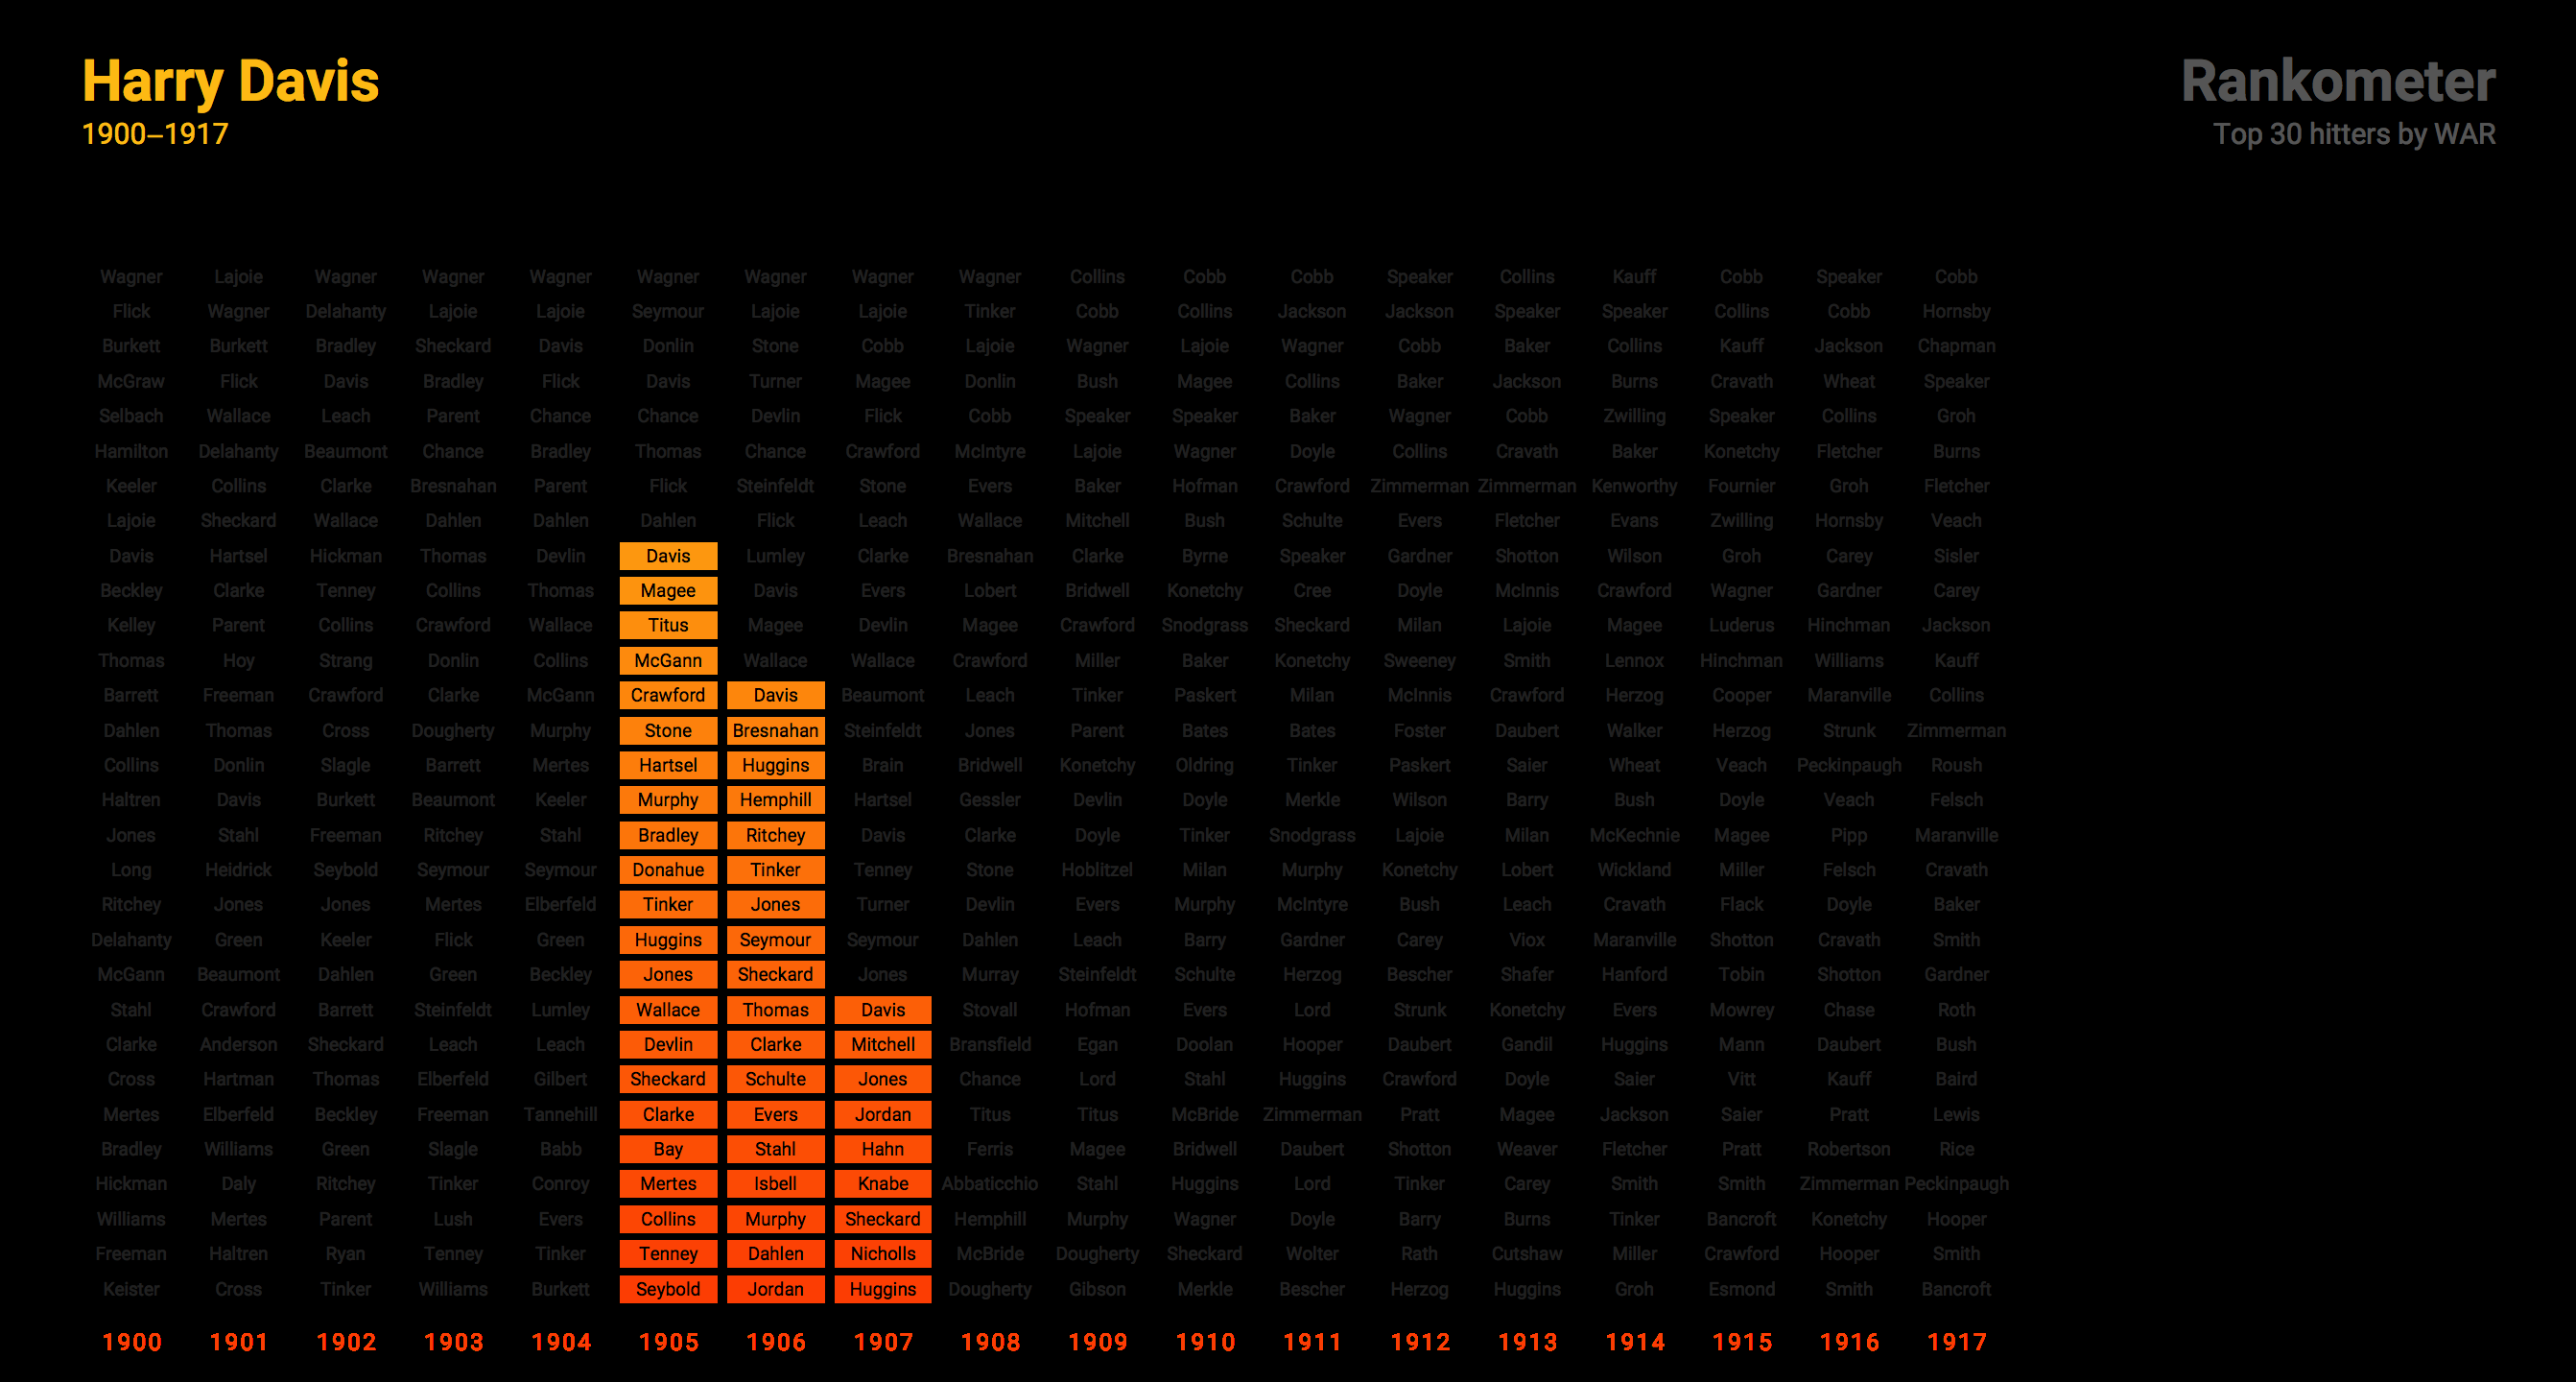 Harry Davis
1900–1917
Rankometer
Top 30 hitters by WAR
Wagner Lajoie Wagner Wagner Wagner Wagner Wagner Wagner Wagner Collins Cobb Cobb Speaker Collins Kauff Cobb Speaker Cobb
Flick Wagner Delahanty Lajoie Lajoie Seymour Lajoie Lajoie Tinker Cobb Collins Jackson Jackson Speaker Speaker Collins Cobb Hornsby
Burkett Burkett Bradley Sheckard Davis Donlin Stone Cobb Lajoie Wagner Lajoie Wagner Cobb Baker Collins Kauff Jackson Chapman
McGraw Flick Davis Bradley Flick Davis Turner Magee Donlin Bush Magee Collins Baker Jackson Burns Cravath Wheat Speaker
Selbach Wallace Leach Parent Chance Chance Devlin Flick Cobb Speaker Speaker Baker Wagner Cobb Zwilling Speaker Collins Groh
Hamilton Delahanty Beaumont Chance Bradley Thomas Chance Crawford McIntyre Lajoie Wagner Doyle Collins Cravath Baker Konetchy Fletcher Burns
Keeler Collins Clarke Bresnahan Parent Flick Steinfeldt Stone Evers Baker Hofman Crawford Zimmerman Zimmerman Kenworthy Fournier Groh Fletcher
Lajoie Sheckard Wallace Dahlen Dahlen Dahlen Flick Leach Wallace Mitchell Bush Schulte Evers Fletcher Evans Zwilling Hornsby Veach
Davis Hartsel Hickman Thomas Devlin Davis Lumley Clarke Bresnahan Clarke Byrne Speaker Gardner Shotton Wilson Groh Carey Sisler
Beckley Clarke Tenney Collins Thomas Magee Davis Evers Lobert Bridwell Konetchy Cree Doyle McInnis Crawford Wagner Gardner Carey
Kelley Parent Collins Crawford Wallace Titus Magee Devlin Magee Crawford Snodgrass Sheckard Milan Lajoie Magee Luderus Hinchman Jackson
Thomas Hoy Strang Donlin Collins McGann Wallace Wallace Crawford Miller Baker Konetchy Sweeney Smith Lennox Hinchman Williams Kauff
Barrett Freeman Crawford Clarke McGann Crawford Davis Beaumont Leach Tinker Paskert Milan McInnis Crawford Herzog Cooper Maranville Collins
Dahlen Thomas Cross Dougherty Murphy Stone Bresnahan Steinfeldt Jones Parent Bates Bates Foster Daubert Walker Herzog Strunk Zimmerman
Collins Donlin Slagle Barrett Mertes Hartsel Huggins Brain Bridwell Konetchy Oldring Tinker Paskert Saier Wheat Veach Peckinpaugh Roush
Haltren Davis Burkett Beaumont Keeler Murphy Hemphill Hartsel Gessler Devlin Doyle Merkle Wilson Barry Bush Doyle Veach Felsch
Jones Stahl Freeman Ritchey Stahl Bradley Ritchey Davis Clarke Doyle Tinker Snodgrass Lajoie Milan McKechnie Magee Pipp Maranville
Long Heidrick Seybold Seymour Seymour Donahue Tinker Tenney Stone Hoblitzel Milan Murphy Konetchy Lobert Wickland Miller Felsch Cravath
Ritchey Jones Jones Mertes Elberfeld Tinker Jones Turner Devlin Evers Murphy McIntyre Bush Leach Cravath Flack Doyle Baker
Delahanty Green Keeler Flick Green Huggins Seymour Seymour Dahlen Leach Barry Gardner Carey Viox Maranville Shotton Cravath Smith
McGann Beaumont Dahlen Green Beckley Jones Sheckard Jones Murray Steinfeldt Schulte Herzog Bescher Shafer Hanford Tobin Shotton Gardner
Stahl Crawford Barrett Steinfeldt Lumley Wallace Thomas Davis Stovall Hofman Evers Lord Strunk Konetchy Evers Mowrey Chase Roth
Clarke Anderson Sheckard Leach Leach Devlin Clarke Mitchell Bransfield Egan Doolan Hooper Daubert Gandil Huggins Mann Daubert Bush
Cross Hartman Thomas Elberfeld Gilbert Sheckard Schulte Jones Chance Lord Stahl Huggins Crawford Doyle Saier Vitt Kauff Baird
Mertes Elberfeld Beckley Freeman Tannehill Clarke Evers Jordan Titus Titus McBride Zimmerman Pratt Magee Jackson Saier Pratt Lewis
Bradley Williams Green Slagle Babb Bay Stahl Hahn Ferris Magee Bridwell Daubert Shotton Weaver Fletcher Pratt Robertson Rice
Hickman Daly Ritchey Tinker Conroy Mertes Isbell Knabe Abbaticchio Stahl Huggins Lord Tinker Carey Smith Smith Zimmerman Peckinpaugh
Williams Mertes Parent Lush Evers Collins Murphy Sheckard Hemphill Murphy Wagner Doyle Barry Burns Tinker Bancroft Konetchy Hooper
Freeman Haltren Ryan Tenney Tinker Tenney Dahlen Nicholls McBride Dougherty Sheckard Wolter Rath Cutshaw Miller Crawford Hooper Smith
Keister Cross Tinker Williams Burkett Seybold Jordan Huggins Dougherty Gibson Merkle Bescher Herzog Huggins Groh Esmond Smith Bancroft
1900 1901 1902 1903 1904 1905 1906 1907 1908 1909 1910 1911 1912 1913 1914 1915 1916 1917